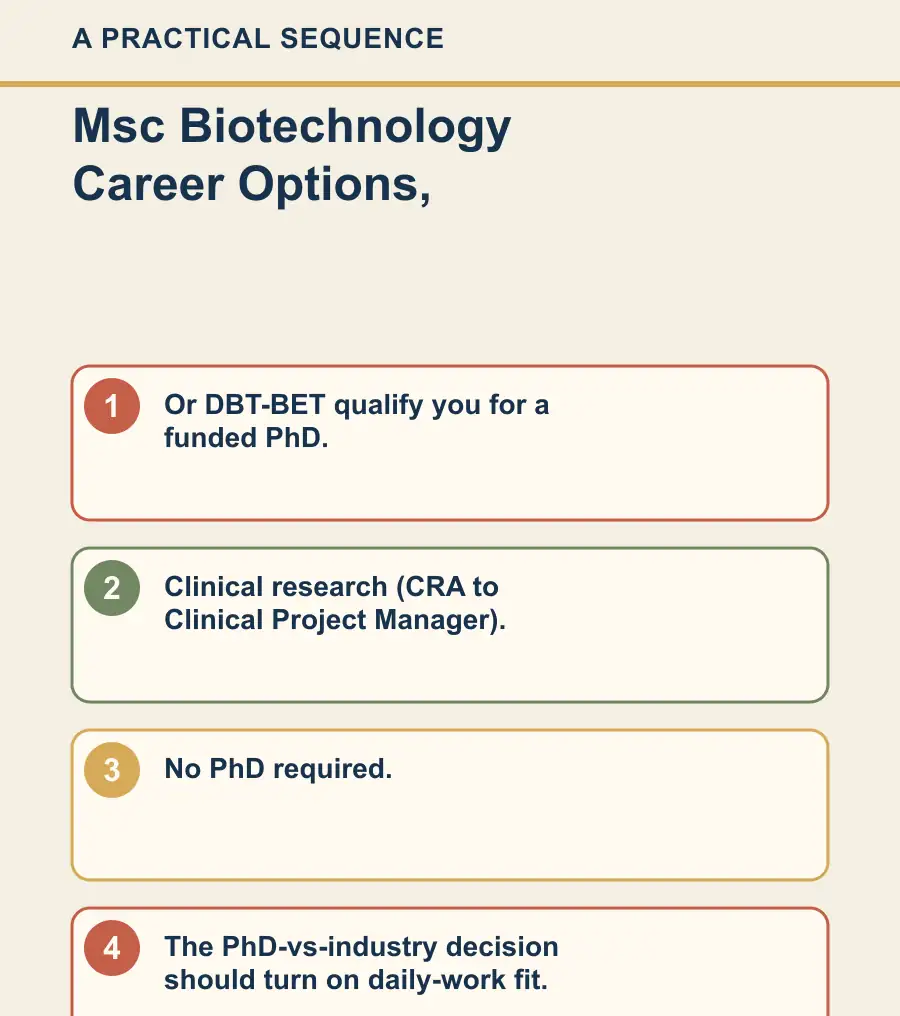 A PRACTICAL SEQUENCE
Msc Biotechnology
Career Options,
1
Or DBT-BET qualify you for a
funded PhD.
2
Clinical research (CRA to
Clinical Project Manager).
3
No PhD required.
4
The PhD-vs-industry decision
should turn on daily-work fit.